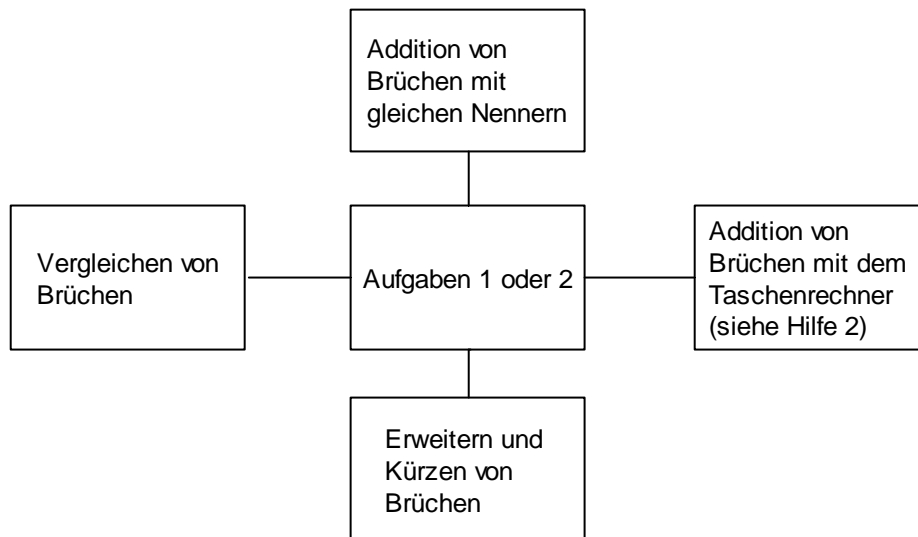 Addition von
Brüchen mit
gleichen Nennern
Vergleichen von
Brüchen
Aufgaben 1 oder 2
Addition von
Brüchen mit dem
Taschenrechner
(siehe Hilfe 2)
Erweitern und
Kürzen von
Brüchen